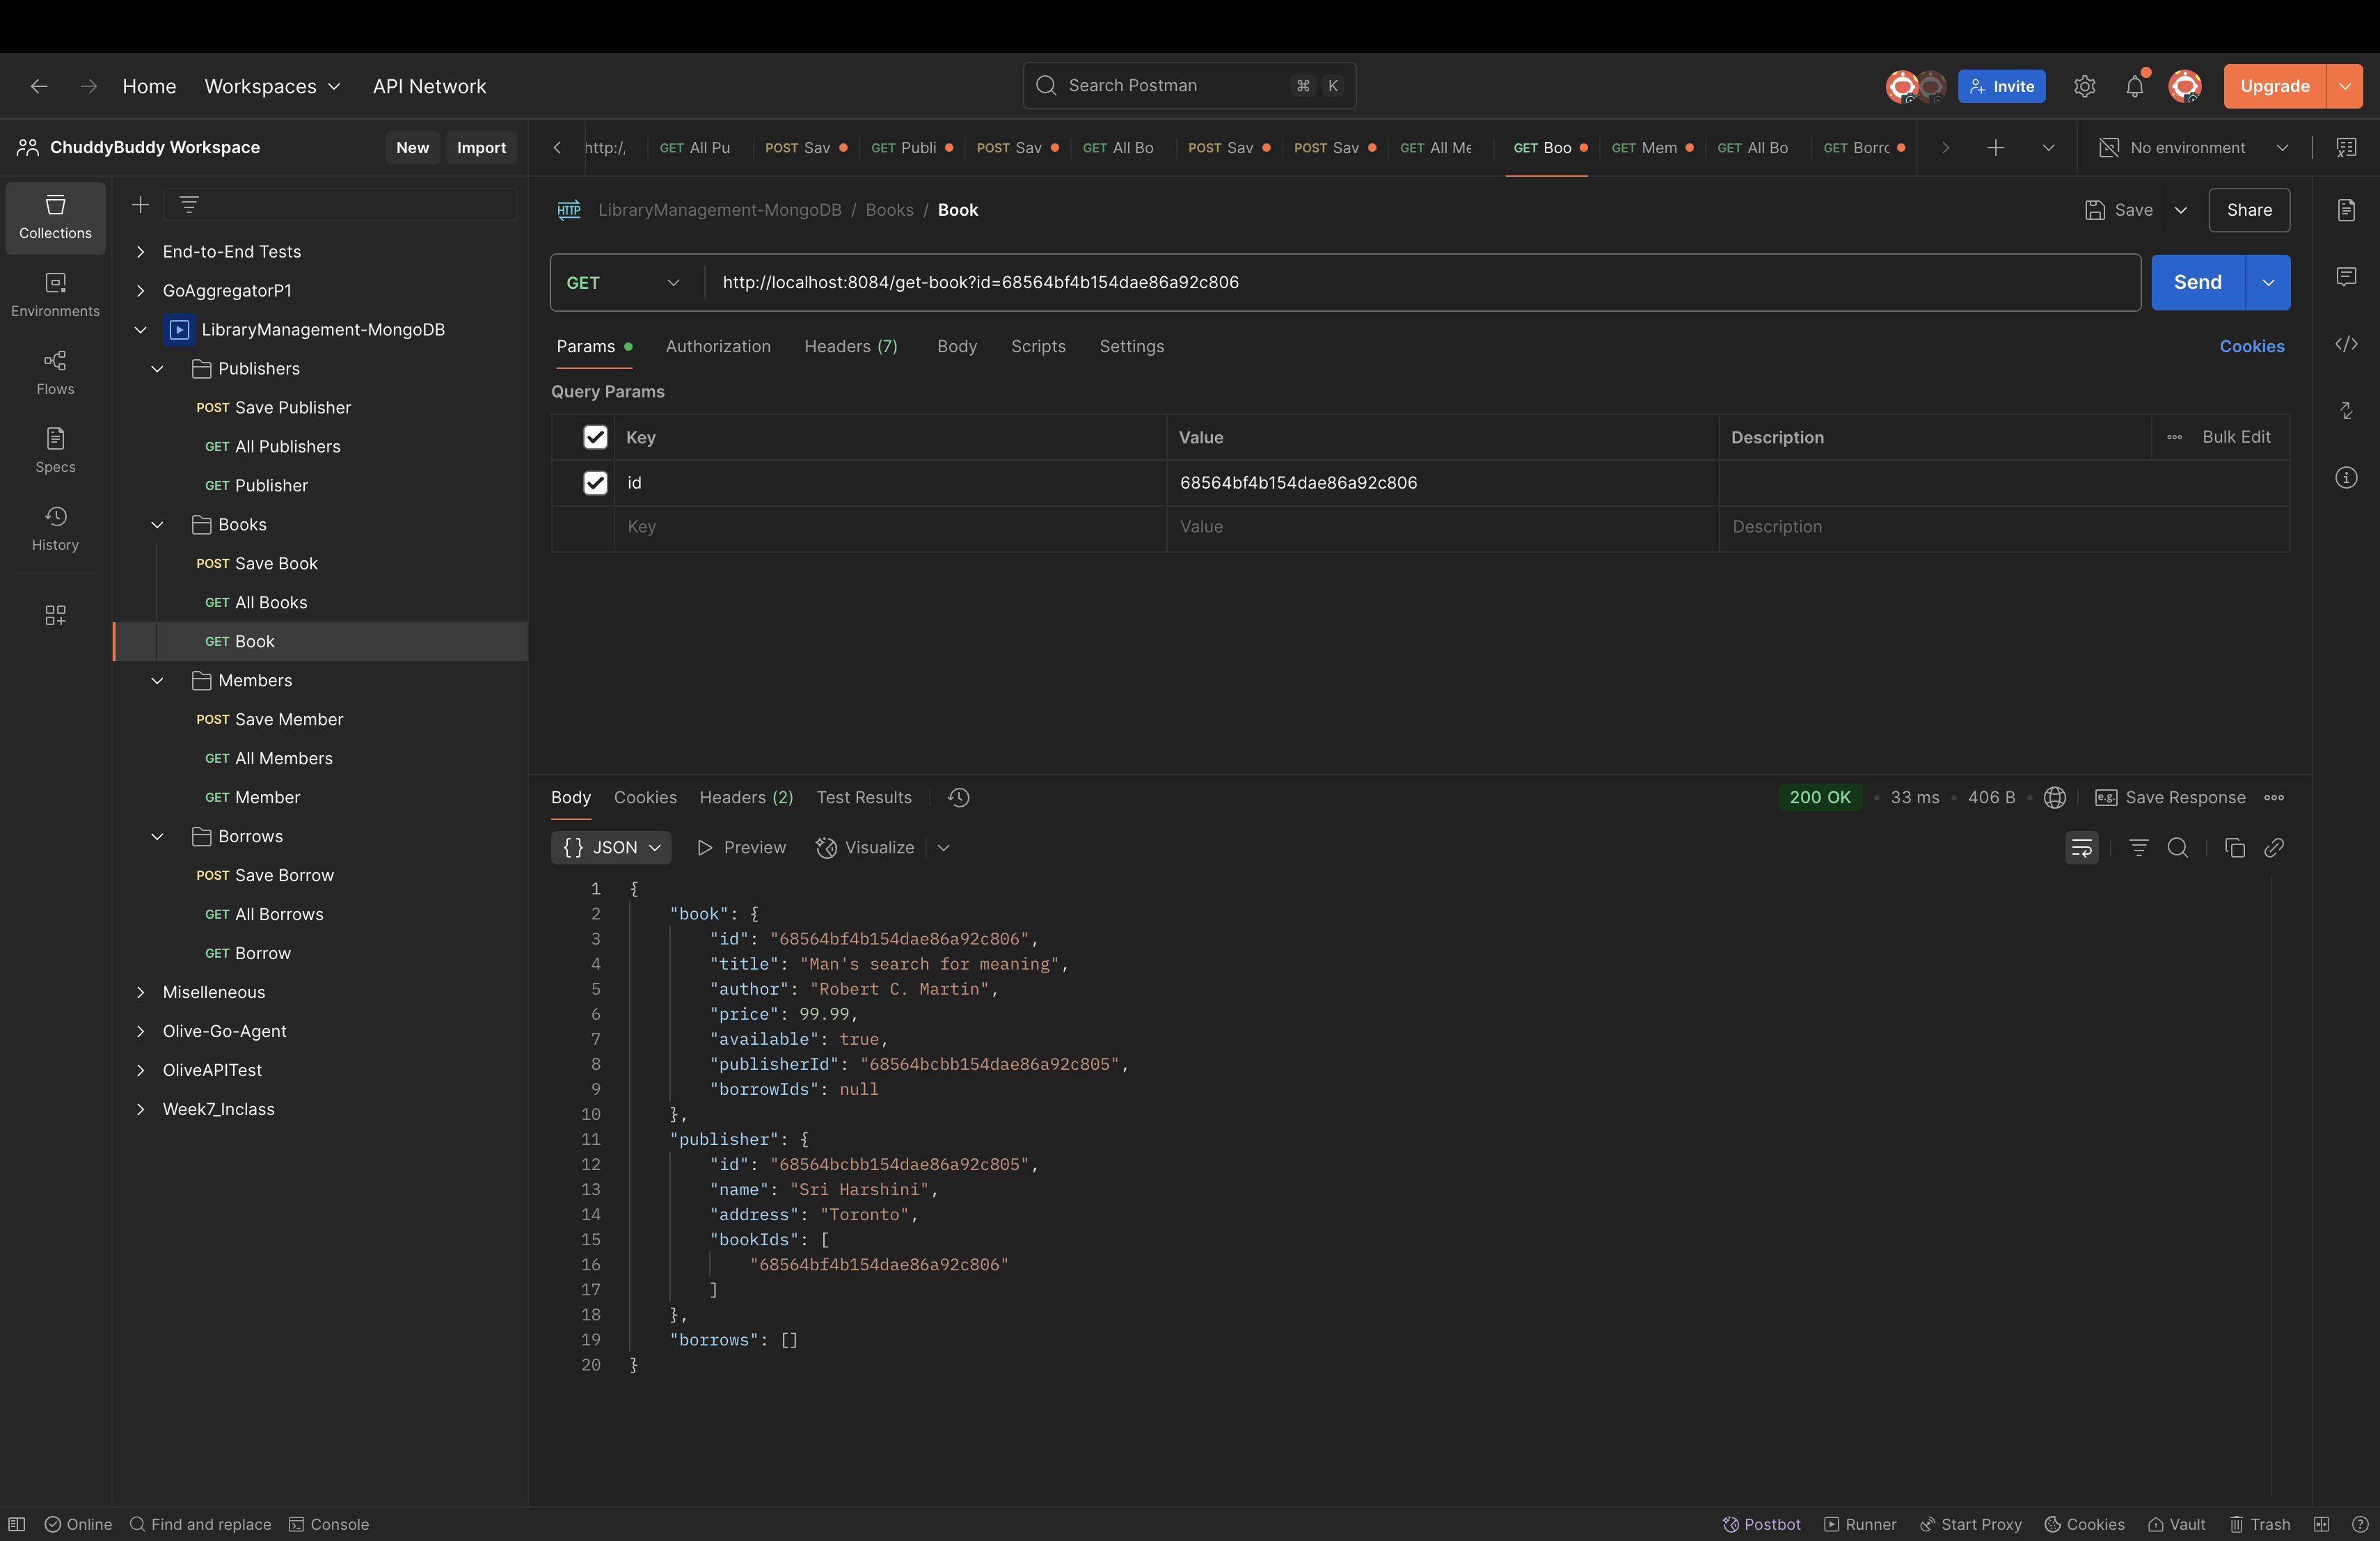 Home Workspaces API Network Search Postman ⌘ K Invite Upgrade
ChuddyBuddy Workspace New Import http:/, GET All Pu POST Sav GET Publi POST Sav GET All Bo POST Sav POST Sav GET All Me GET Boo GET Mem GET All Bo GET Borrc No environment
Collections
Environments
Flows
Specs
History
End-to-End Tests
GoAggregatorP1
LibraryManagement-MongoDB
Publishers
POST Save Publisher
GET All Publishers
GET Publisher
Books
POST Save Book
GET All Books
GET Book
Members
POST Save Member
GET All Members
GET Member
Borrows
POST Save Borrow
GET All Borrows
GET Borrow
Miselleneous
Olive-Go-Agent
OliveAPITest
Week7_Inclass
HTTP LibraryManagement-MongoDB / Books / Book Save Share
GET http://localhost:8084/get-book?id=68564bf4b154dae86a92c806 Send
Params Authorization Headers (7) Body Scripts Settings Cookies
Query Params
Key Value Description Bulk Edit
id 68564bf4b154dae86a92c806
Key Value Description
Body Cookies Headers (2) Test Results 200 OK 33 ms 406 B e.g. Save Response
{} JSON Preview Visualize
1 {
2 "book": {
3 "id": "68564bf4b154dae86a92c806",
4 "title": "Man's search for meaning",
5 "author": "Robert C. Martin",
6 "price": 99.99,
7 "available": true,
8 "publisherId": "68564bcbb154dae86a92c805",
9 "borrowIds": null
10 },
11 "publisher": {
12 "id": "68564bcbb154dae86a92c805",
13 "name": "Sri Harshini",
14 "address": "Toronto",
15 "bookIds": [
16 "68564bf4b154dae86a92c806"
17 ]
18 },
19 "borrows": []
20 }
Online Find and replace Console Postbot Runner Start Proxy Cookies Vault Trash